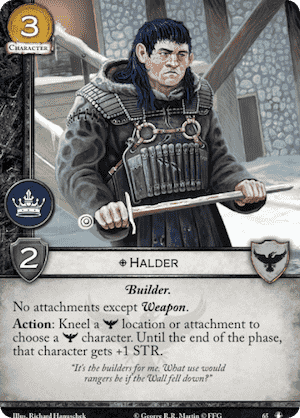 3
CHARACTER
2
HALDER
Builder.
No attachments except Weapon.
Action: Kneel a location or attachment to
choose a character. Until the end of the phase,
that character gets +1 STR.
"It's the builders for me. What use would
rangers be if the Wall fell down?"
Illus. Richard Hanuschek © George R.R. Martin © FFG 65